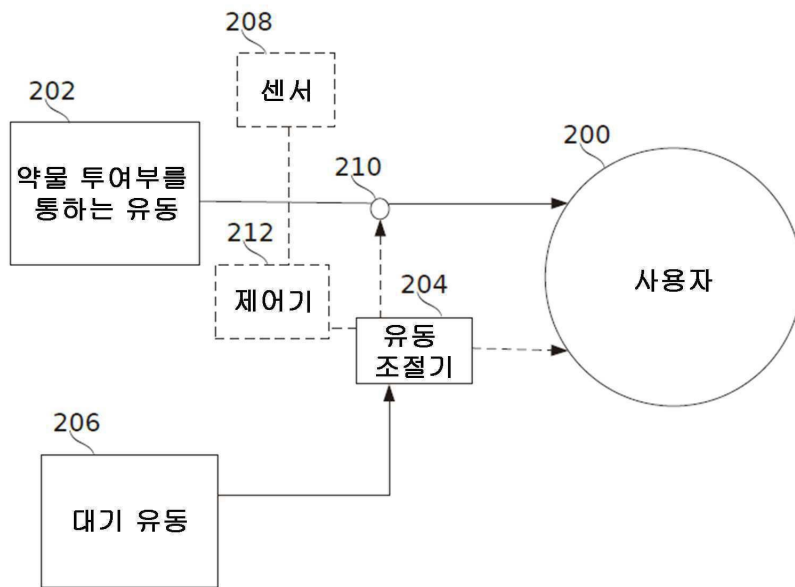 208
센서
202
약물 투여부를
통하는 유동
210
200
사용자
212
제어기
204
유동
조절기
206
대기 유동